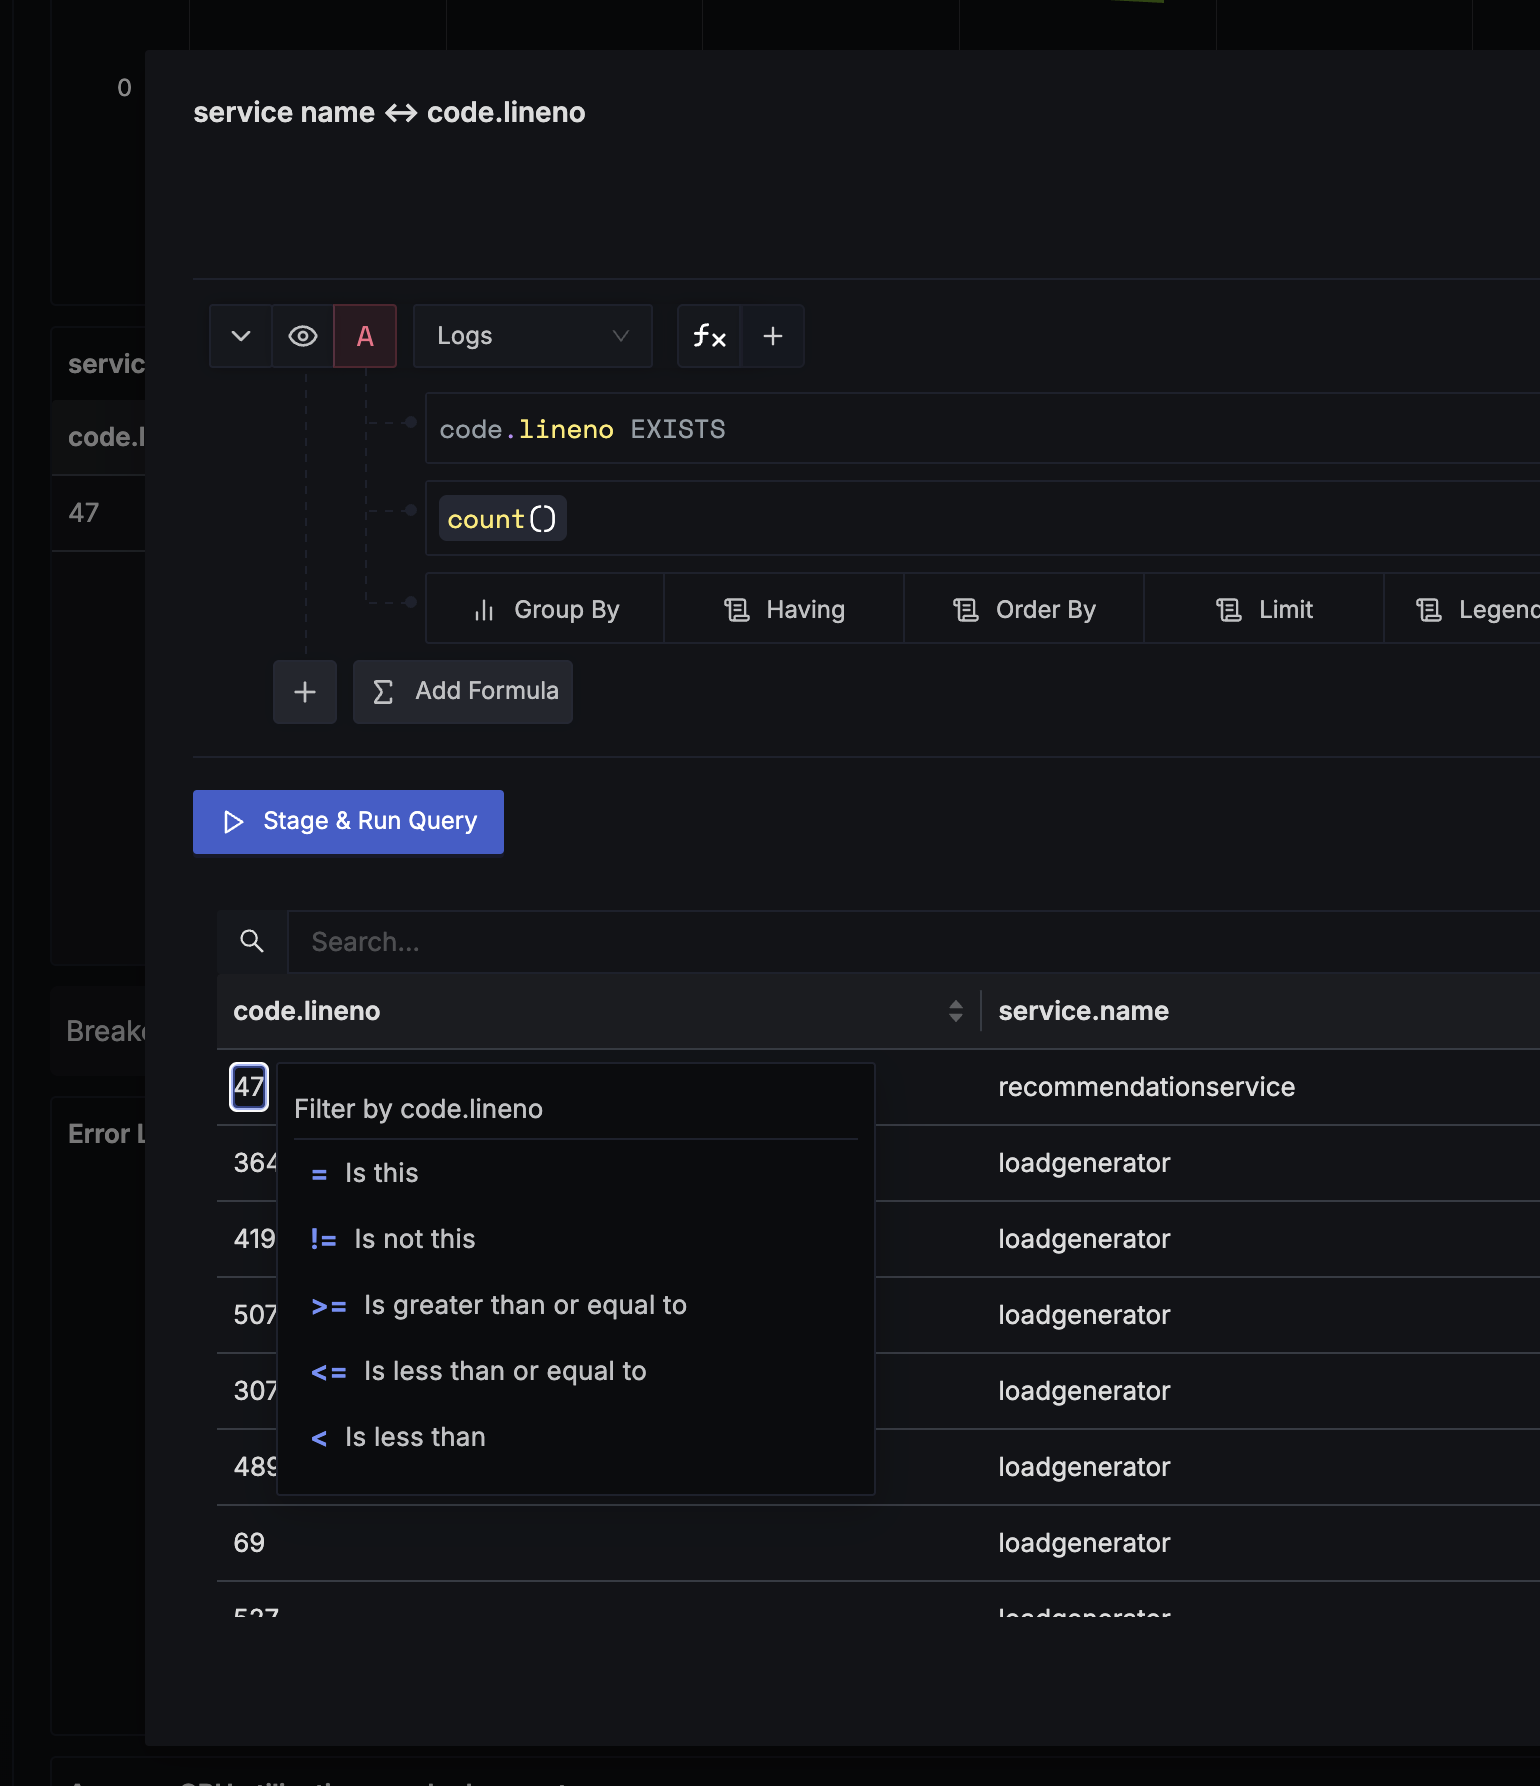 0
service name ↔ code.lineno
A Logs fx +
servic
code.lineno EXISTS
code.l
47
count()
Group By Having Order By Limit Legend
+ Σ Add Formula
Stage & Run Query
Search...
code.lineno service.name
Break
47 recommendationservice
Filter by code.lineno
Error L
364 loadgenerator
= Is this
419 loadgenerator
!= Is not this
507 loadgenerator
>= Is greater than or equal to
307 loadgenerator
<= Is less than or equal to
489 loadgenerator
< Is less than
69 loadgenerator
loadgenerator